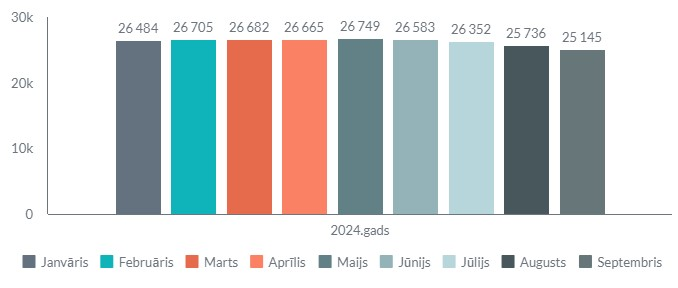 30k
20k
10k
0
26 484
26 705
26 682
26 665
26 749
26 583
26 352
25 736
25 145
2024.gads
Janvāris Februāris Marts Aprīlis Maijs Jūnijs Jūlijs Augusts Septembris